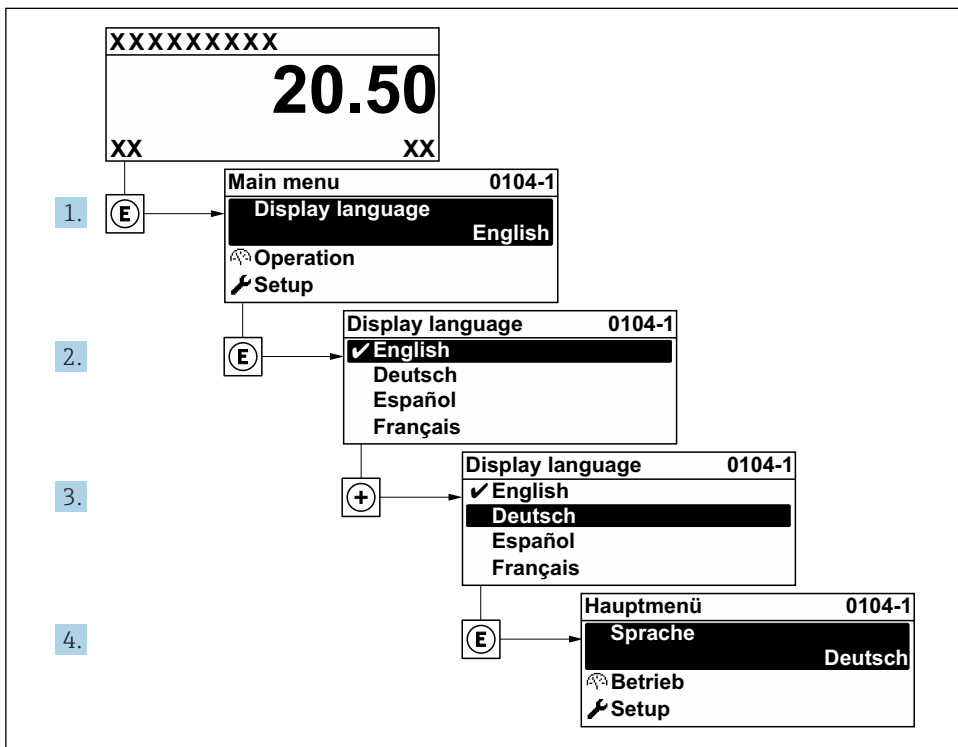 XXXXXXXXX
20.50
XX XX
1. E
Main menu 0104-1
Display language
English
Operation
Setup
2. E
Display language 0104-1
✔ English
Deutsch
Español
Français
3. +
Display language 0104-1
✔ English
Deutsch
Español
Français
4. E
Hauptmenü 0104-1
Sprache
Deutsch
Betrieb
Setup